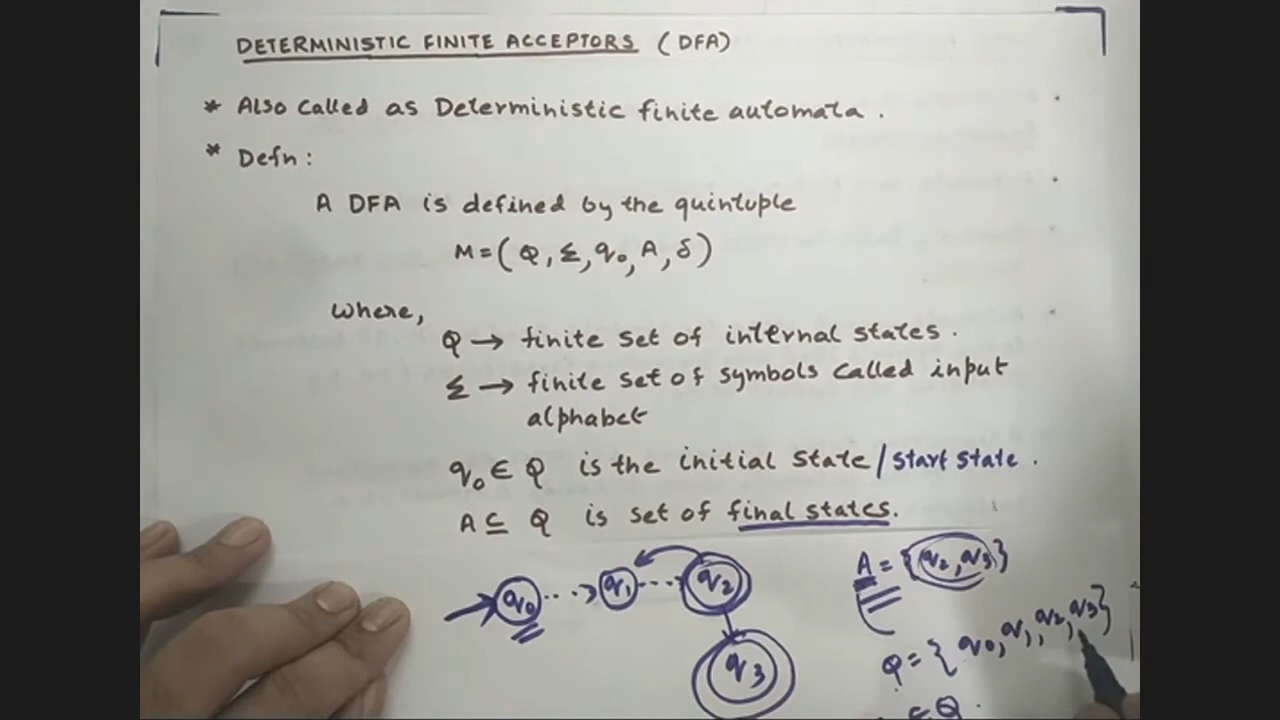 DETERMINISTIC FINITE ACCEPTORS (DFA)
* Also called as Deterministic finite automata.
* Defn:
A DFA is defined by the quintuple
M=(Q, Σ, q0, A, δ)
where,
Q → finite set of internal states.
Σ → finite set of symbols called input
alphabet
q0 ∈ Q is the initial state/start state.
A ⊆ Q is set of final states.
q0 q1 q2
A = {q2, q3}
q3
Q = {q0, q1, q2, q3}
⊆ Q.